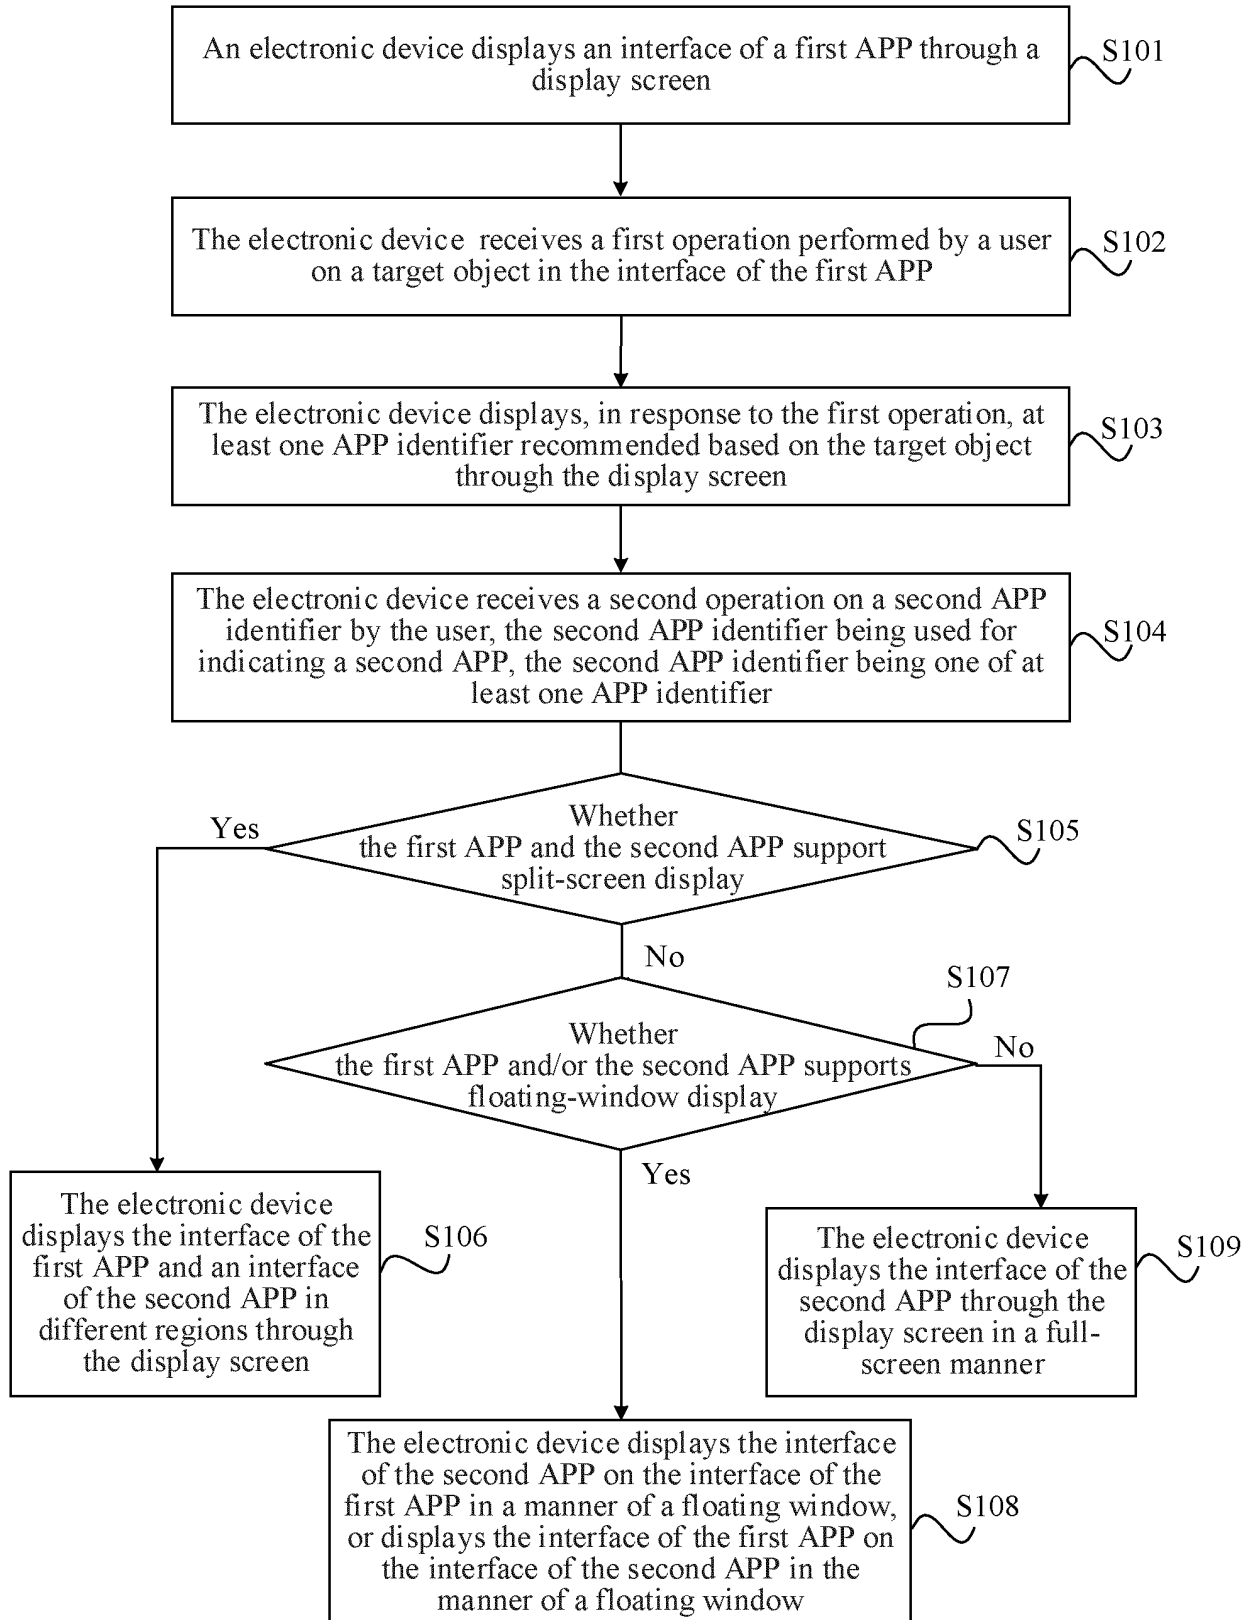 An electronic device displays an interface of a first APP through a
display screen
S101
The electronic device receives a first operation performed by a user
on a target object in the interface of the first APP
S102
The electronic device displays, in response to the first operation, at
least one APP identifier recommended based on the target object
through the display screen
S103
The electronic device receives a second operation on a second APP
identifier by the user, the second APP identifier being used for
indicating a second APP, the second APP identifier being one of at
least one APP identifier
S104
Whether
the first APP and the second APP support
split-screen display
S105
Yes
No
Whether
the first APP and/or the second APP supports
floating-window display
S107
No
Yes
The electronic device
displays the interface of the
first APP and an interface
of the second APP in
different regions through
the display screen
S106
The electronic device
displays the interface of the
second APP through the
display screen in a full-
screen manner
S109
The electronic device displays the interface
of the second APP on the interface of the
first APP in a manner of a floating window,
or displays the interface of the first APP on
the interface of the second APP in the
manner of a floating window
S108